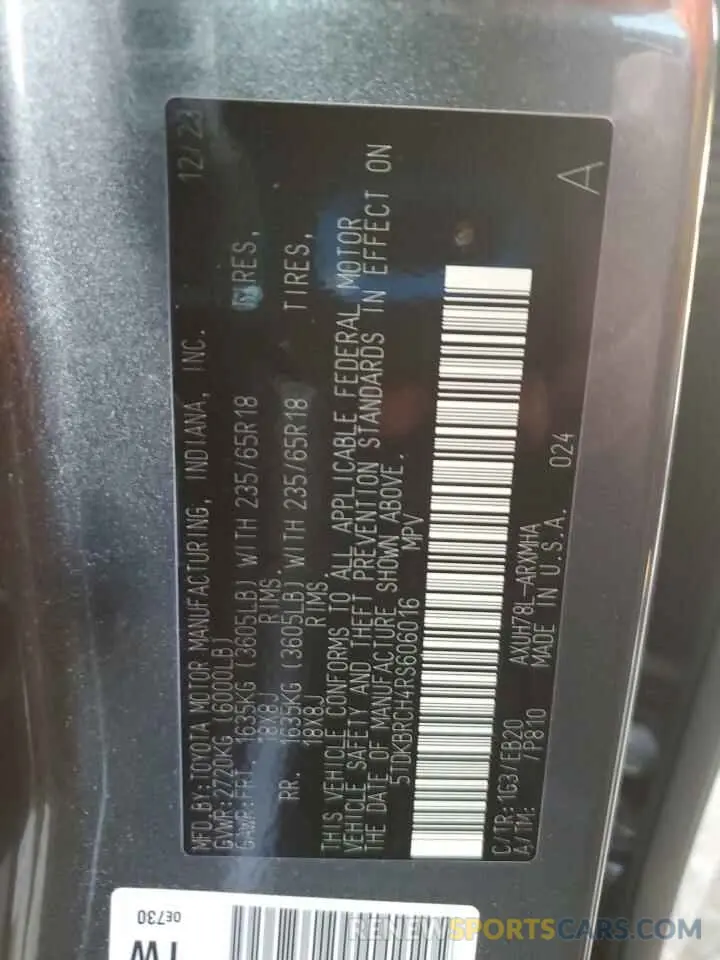 MFD.BY:TOYOTA MOTOR MANUFACTURING, INDIANA, INC. 12/23
GVWR:2720KG (6000LB)
GAWR:FRT. 1635KG (3605LB) WITH 235/65R18 TIRES,
18X8J RIMS.
RR. 1635KG (3605LB) WITH 235/65R18 TIRES,
18X8J RIMS.
THIS VEHICLE CONFORMS TO ALL APPLICABLE FEDERAL MOTOR
VEHICLE SAFETY AND THEFT PREVENTION STANDARDS IN EFFECT ON
THE DATE OF MANUFACTURE SHOWN ABOVE.
5TDKBRCH4RS606016 MPV
A
C/TR:1G3/EB20 AXUH78L-ARXMHA
A/TM: /P810 MADE IN U.S.A. 024
0E730
TW
RENEWSPORTSCARS.COM